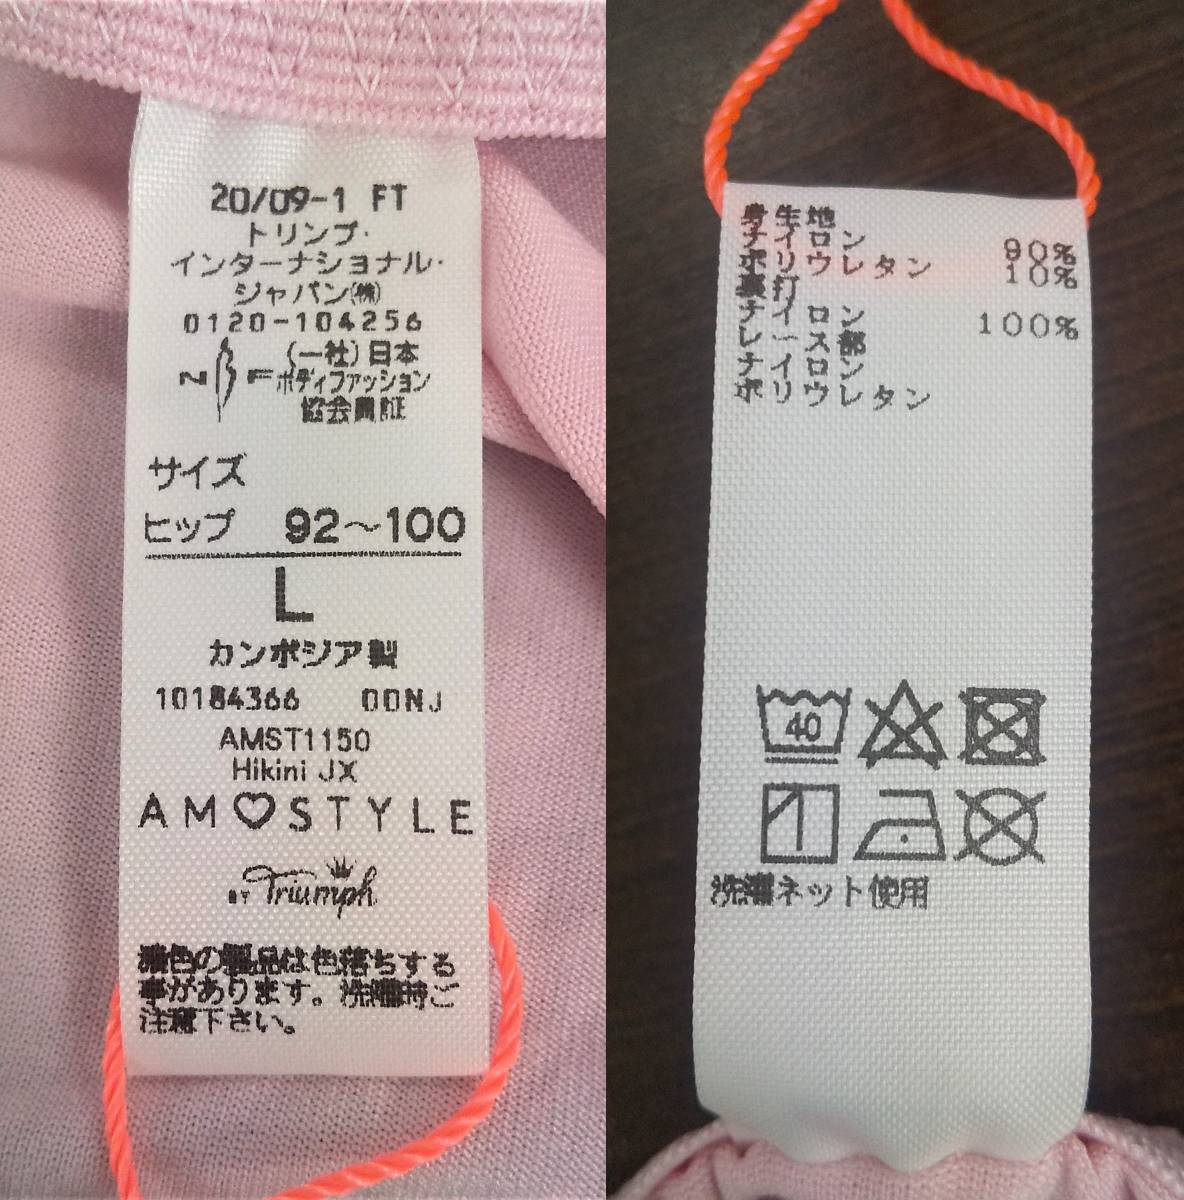 20/09-1 FT
トリンプ・
インターナショナル・
ジャパン㈱
0120-104256
NBF
(一社)日本
ボディファッション
協会員証
サイズ
ヒップ 92～100
L
カンボジア製
10184366 00NJ
AMST1150
Hikini JX
AMO'S STYLE
BY Triumph
濃色の製品は色落ちする
事があります。洗濯時ご
注意下さい。
身生地
ナイロン 90%
ポリウレタン 10%
裏打
ナイロン 100%
レース部
ナイロン
ポリウレタン
40
洗濯ネット使用